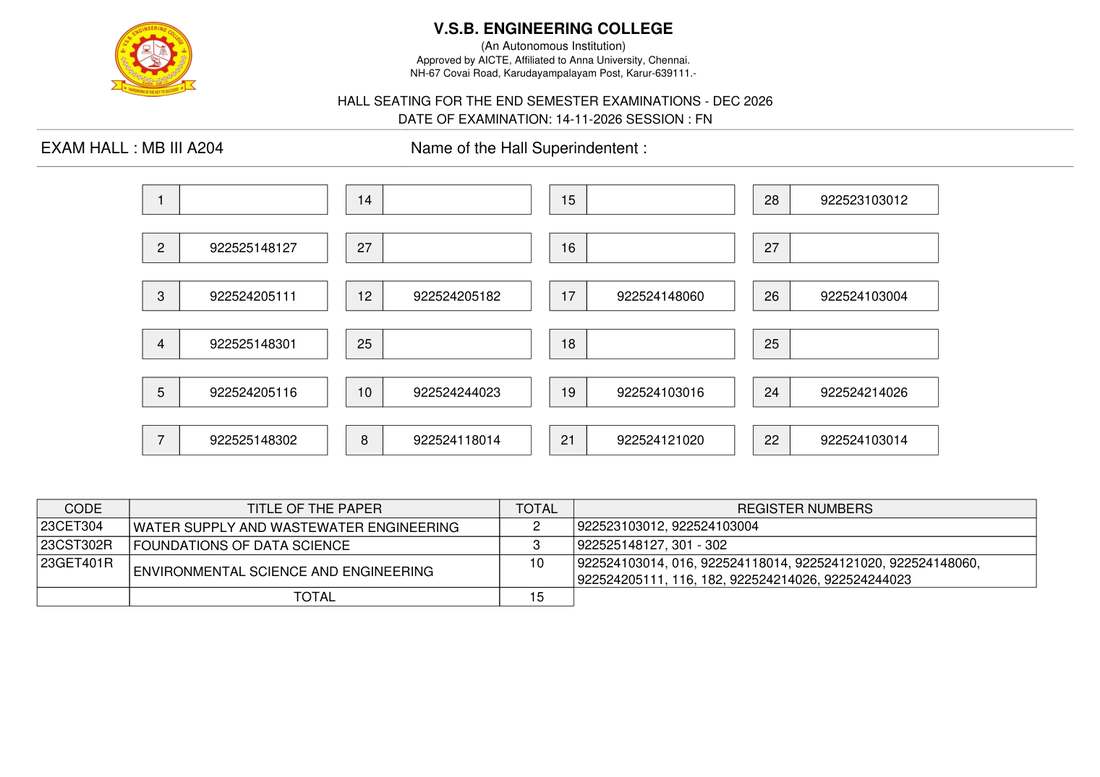 V.S.B. ENGINEERING COLLEGE
(An Autonomous Institution)
Approved by AICTE, Affiliated to Anna University, Chennai.
NH-67 Covai Road, Karudayampalayam Post, Karur-639111.-
HALL SEATING FOR THE END SEMESTER EXAMINATIONS - DEC 2026
DATE OF EXAMINATION: 14-11-2026 SESSION : FN
EXAM HALL : MB III A204 Name of the Hall Superindentent :
1 14 15 28 922523103012
2 922525148127 27 16 27
3 922524205111 12 922524205182 17 922524148060 26 922524103004
4 922525148301 25 18 25
5 922524205116 10 922524244023 19 922524103016 24 922524214026
7 922525148302 8 922524118014 21 922524121020 22 922524103014
CODE TITLE OF THE PAPER TOTAL REGISTER NUMBERS
23CET304 WATER SUPPLY AND WASTEWATER ENGINEERING 2 922523103012, 922524103004
23CST302R FOUNDATIONS OF DATA SCIENCE 3 922525148127, 301 - 302
23GET401R ENVIRONMENTAL SCIENCE AND ENGINEERING 10 922524103014, 016, 922524118014, 922524121020, 922524148060,
922524205111, 116, 182, 922524214026, 922524244023
TOTAL 15